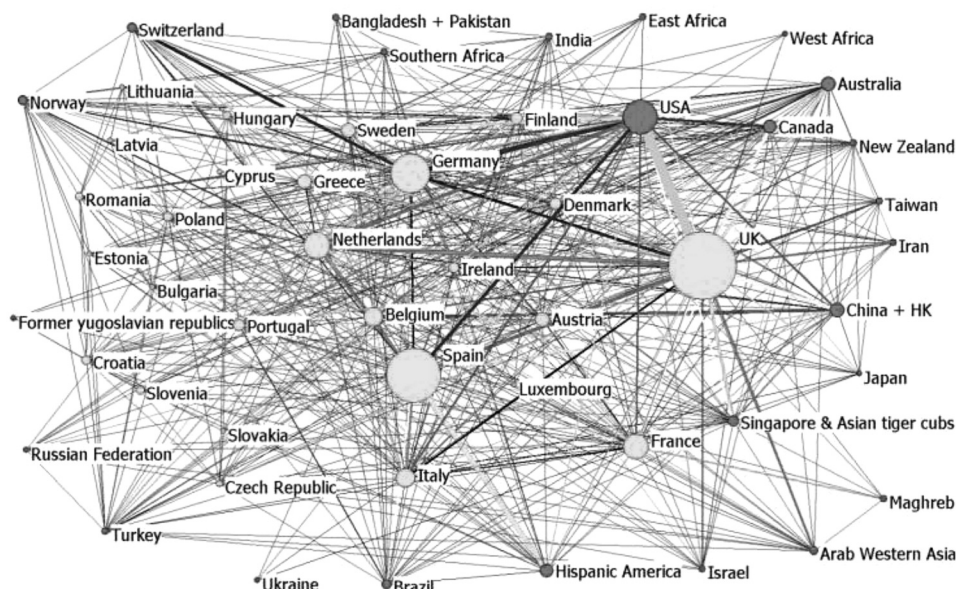 Bangladesh + Pakistan
East Africa
Switzerland
India
West Africa
Southern Africa
Australia
Lithuania
Norway
USA
Hungary
Finland
Canada
Sweden
Latvia
New Zealand
Germany
Cyprus
Greece
Romania
Denmark
Taiwan
Poland
Netherlands
UK
Iran
Estonia
Ireland
Bulgaria
China + HK
Former yugoslavian republics
Portugal
Belgium
Austria
Spain
Croatia
Japan
Slovenia
Luxembourg
Singapore & Asian tiger cubs
Slovakia
France
Russian Federation
Italy
Czech Republic
Maghreb
Turkey
Arab Western Asia
Hispanic America
Israel
Ukraine
Brazil